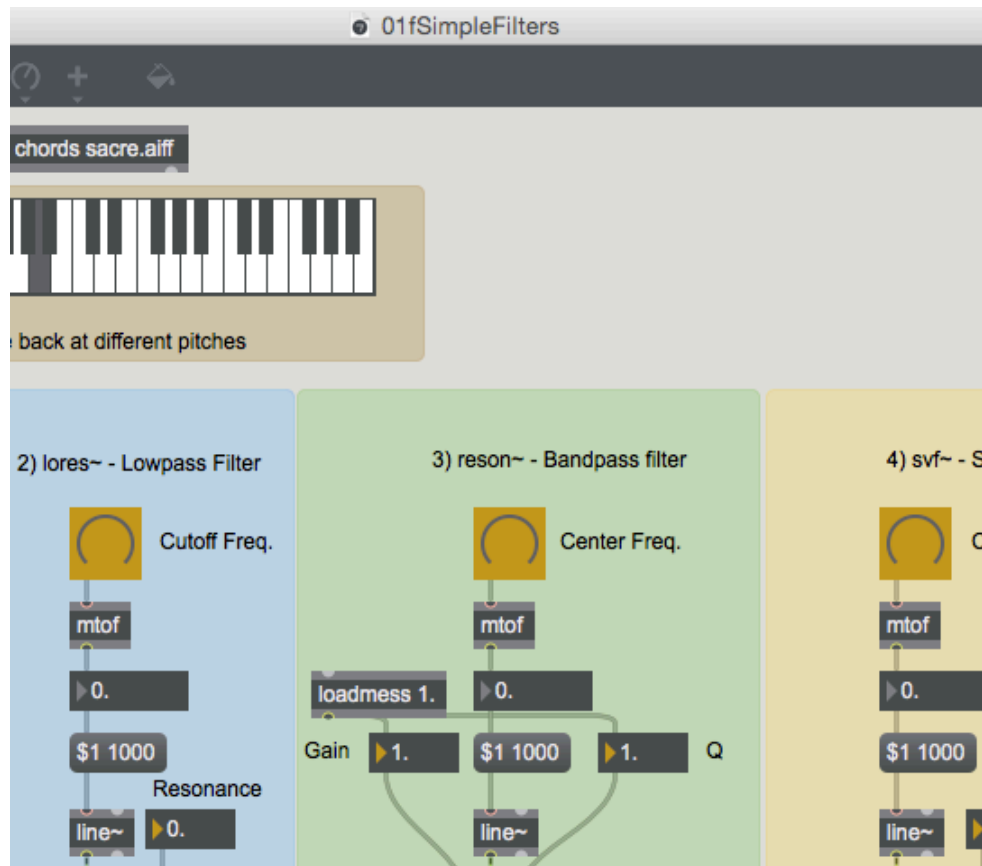 01fSimpleFilters
chords sacre.aiff
back at different pitches
2) lores~ - Lowpass Filter
3) reson~ - Bandpass filter
4) svf~ - S
Cutoff Freq.
Center Freq.
C
mtof
mtof
mtof
0.
loadmess 1.
0.
0.
$1 1000
Gain
1.
$1 1000
1.
Q
$1 1000
Resonance
line~
0.
line~
line~